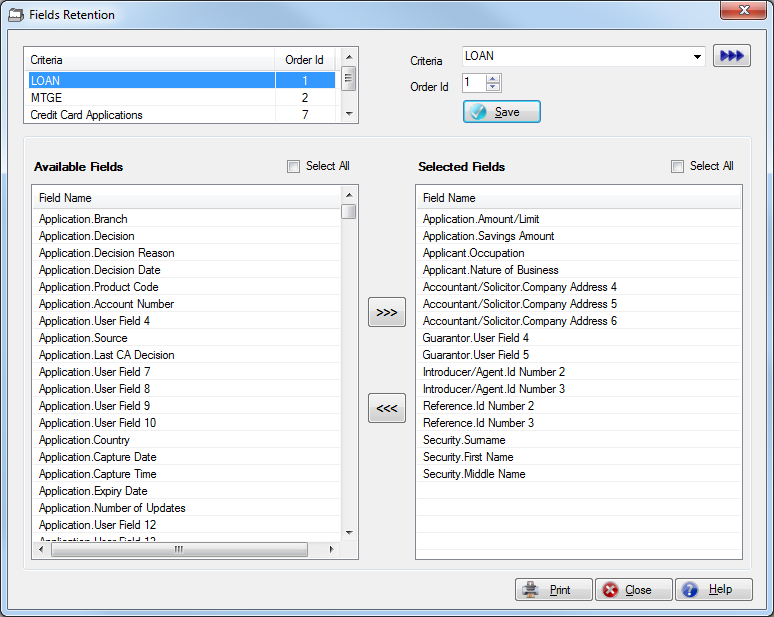 Fields Retention
Criteria Order Id
LOAN 1
MTGE 2
Credit Card Applications 7
Criteria LOAN
Order Id 1
Save
Available Fields Select All
Field Name
Application.Branch
Application.Decision
Application.Decision Reason
Application.Decision Date
Application.Product Code
Application.Account Number
Application.User Field 4
Application.Source
Application.Last CA Decision
Application.User Field 7
Application.User Field 8
Application.User Field 9
Application.User Field 10
Application.Country
Application.Capture Date
Application.Capture Time
Application.Expiry Date
Application.Number of Updates
Application.User Field 12
Application.User Field 13
>>>
<<<
Selected Fields Select All
Field Name
Application.Amount/Limit
Application.Savings Amount
Applicant.Occupation
Applicant.Nature of Business
Accountant/Solicitor.Company Address 4
Accountant/Solicitor.Company Address 5
Accountant/Solicitor.Company Address 6
Guarantor.User Field 4
Guarantor.User Field 5
Introducer/Agent.Id Number 2
Introducer/Agent.Id Number 3
Reference.Id Number 2
Reference.Id Number 3
Security.Surname
Security.First Name
Security.Middle Name
Print Close Help